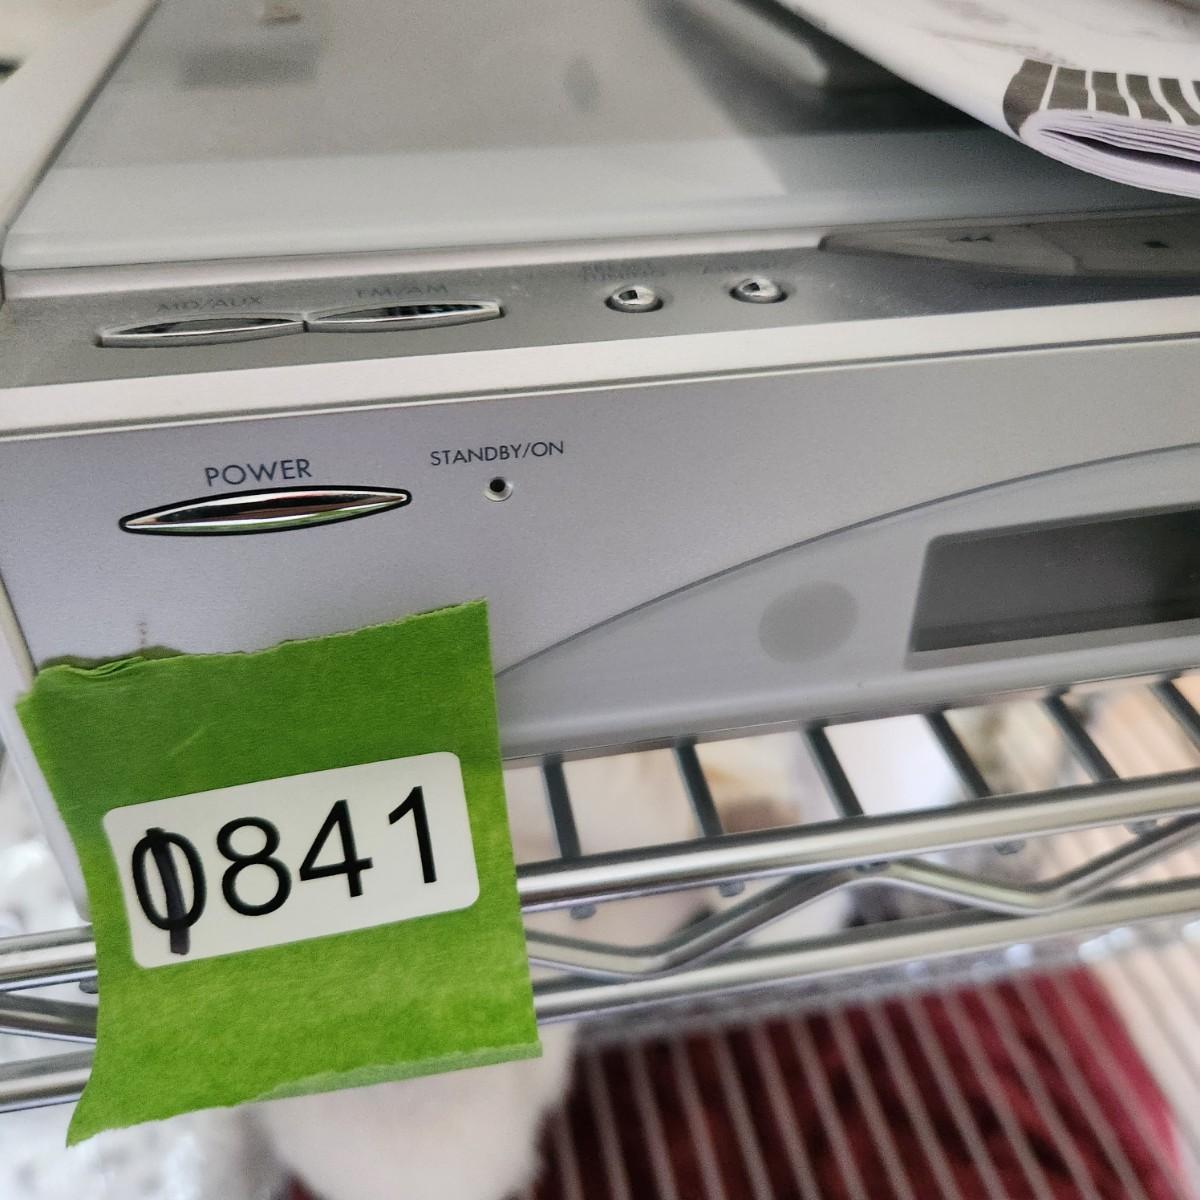 MD/AUX
FM/AM
POWER
STANDBY/ON
0841